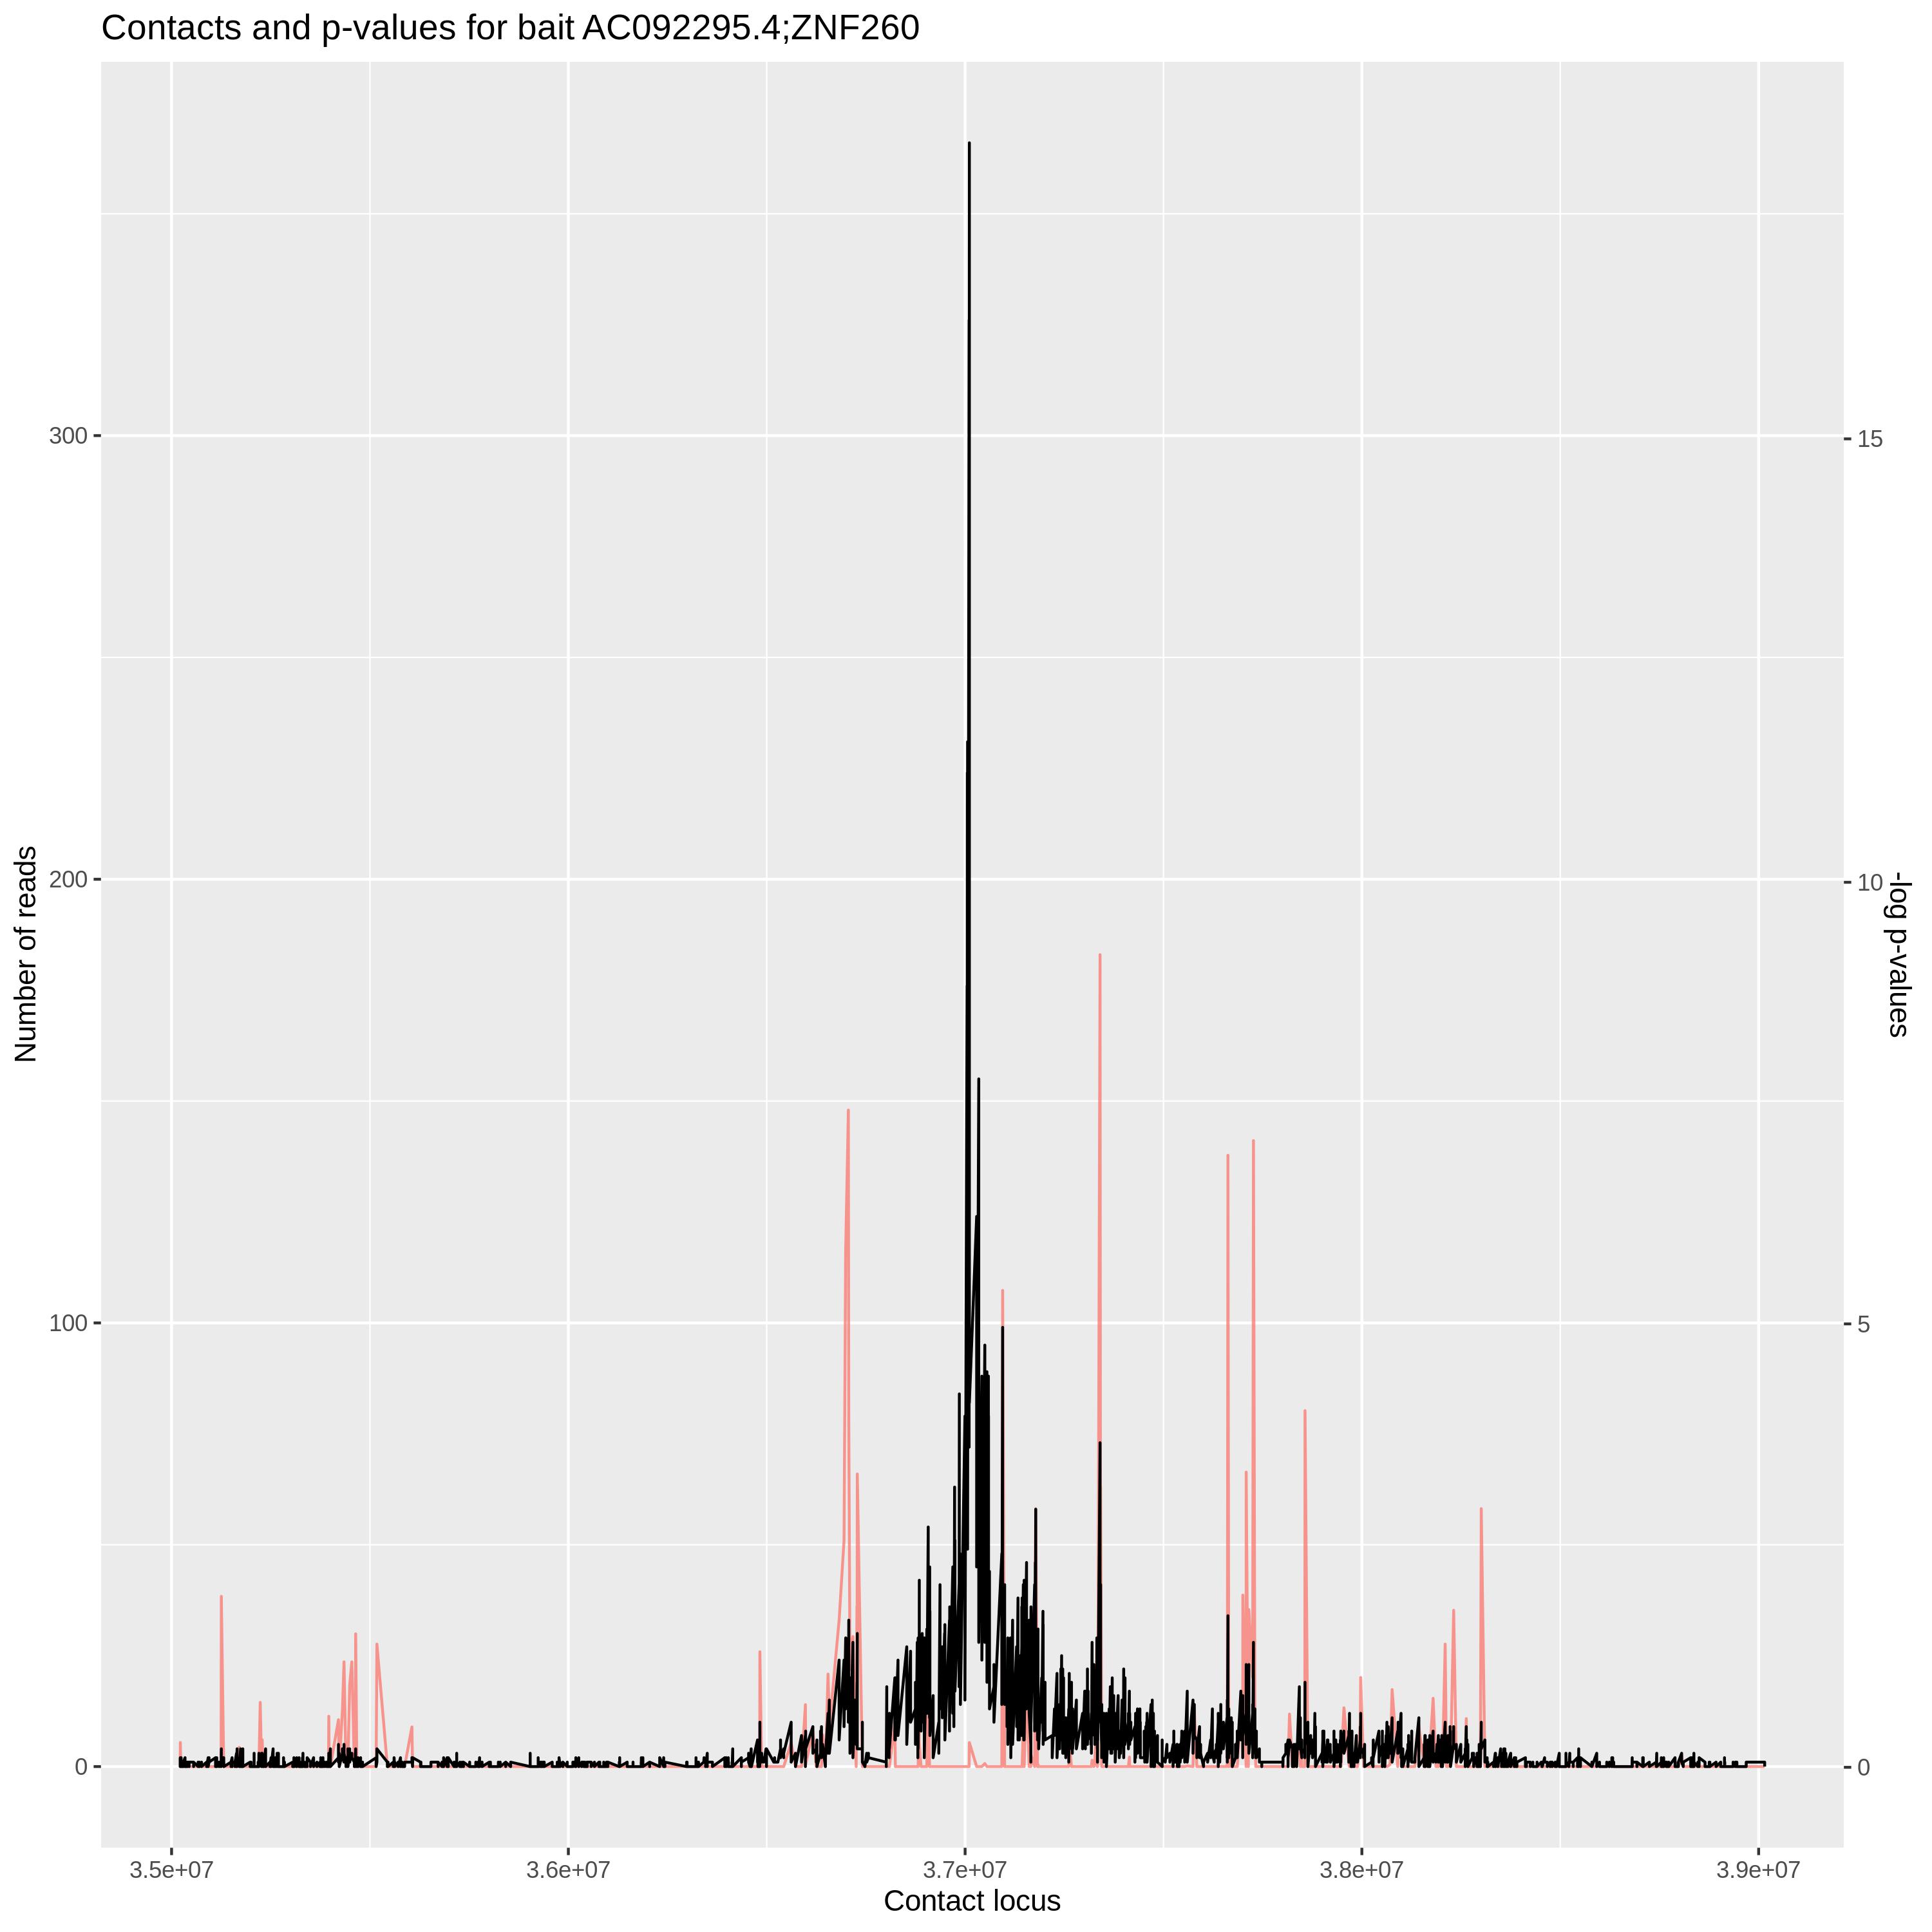 Contacts and p-values for bait AC092295.4;ZNF260
Number of reads
300
200
100
0
15
10
5
0
-log p-values
3.5e+07 3.6e+07 3.7e+07 3.8e+07 3.9e+07
Contact locus